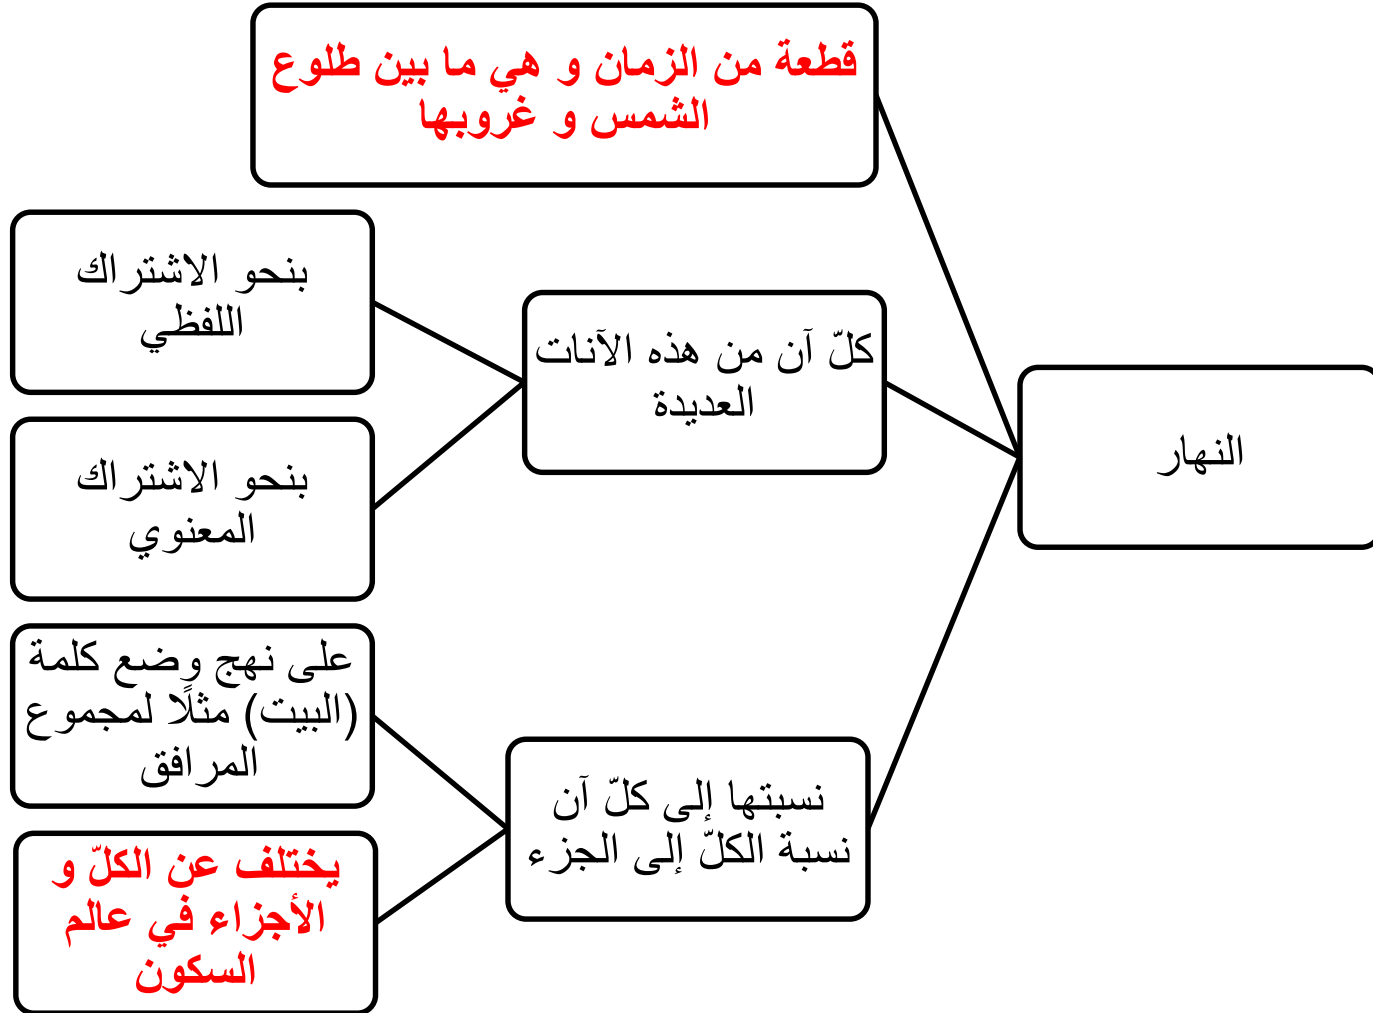 قطعة من الزمان و هي ما بين طلوع
الشمس و غروبها
النهار
كلّ آن من هذه الآنات
العديدة
بنحو الاشتراك
اللفظي
بنحو الاشتراك
المعنوي
نسبتها إلى كلّ آن
نسبة الكلّ إلى الجزء
على نهج وضع كلمة
(البيت) مثلًا لمجموع
المرافق
يختلف عن الكلّ و
الأجزاء في عالم
السكون